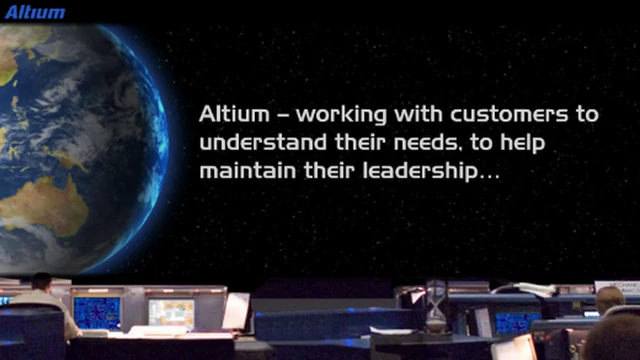 Altium
Altium – working with customers to
understand their needs, to help
maintain their leadership...